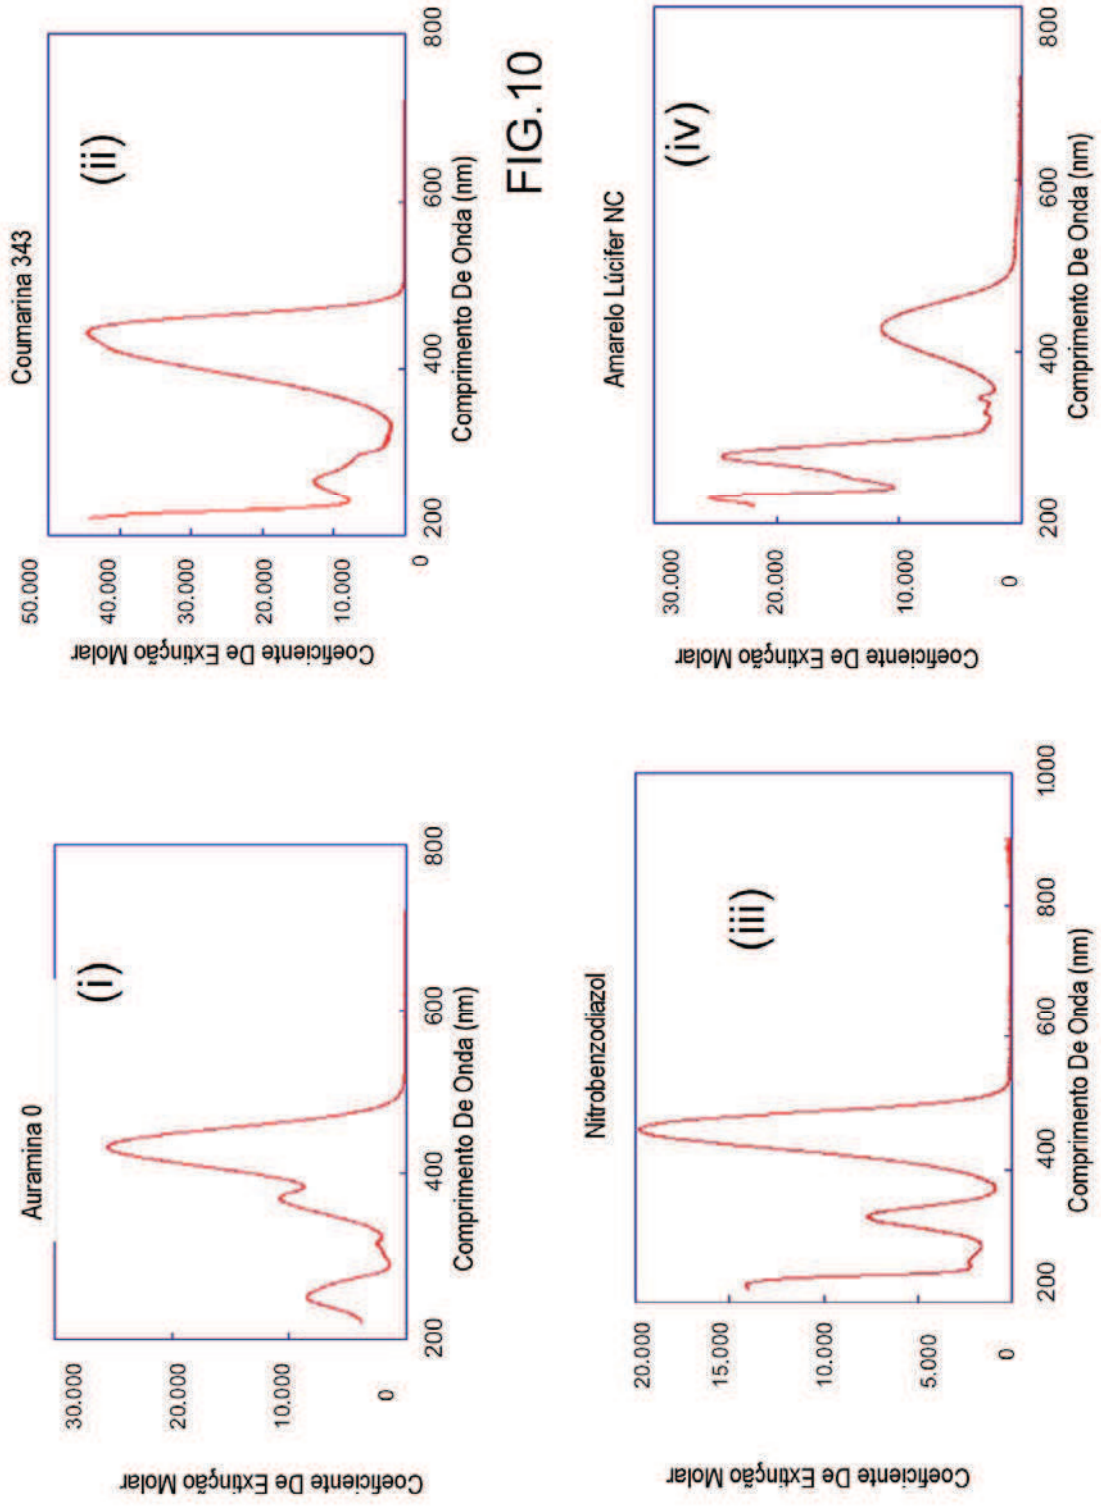 Auramina 0
(i)
30.000
20.000
10.000
0
200
400
600
800
Comprimento De Onda (nm)
Coeficiente De Extinção Molar
Coumarina 343
(ii)
50.000
40.000
30.000
20.000
10.000
0
200
400
600
800
Comprimento De Onda (nm)
Coeficiente De Extinção Molar
FIG.10
Nitrobenzodiazol
(iii)
20.000
15.000
10.000
5.000
0
200
400
600
800
1.000
Comprimento De Onda (nm)
Coeficiente De Extinção Molar
Amarelo Lúcifer NC
(iv)
30.000
20.000
10.000
0
200
400
600
800
Comprimento De Onda (nm)
Coeficiente De Extinção Molar